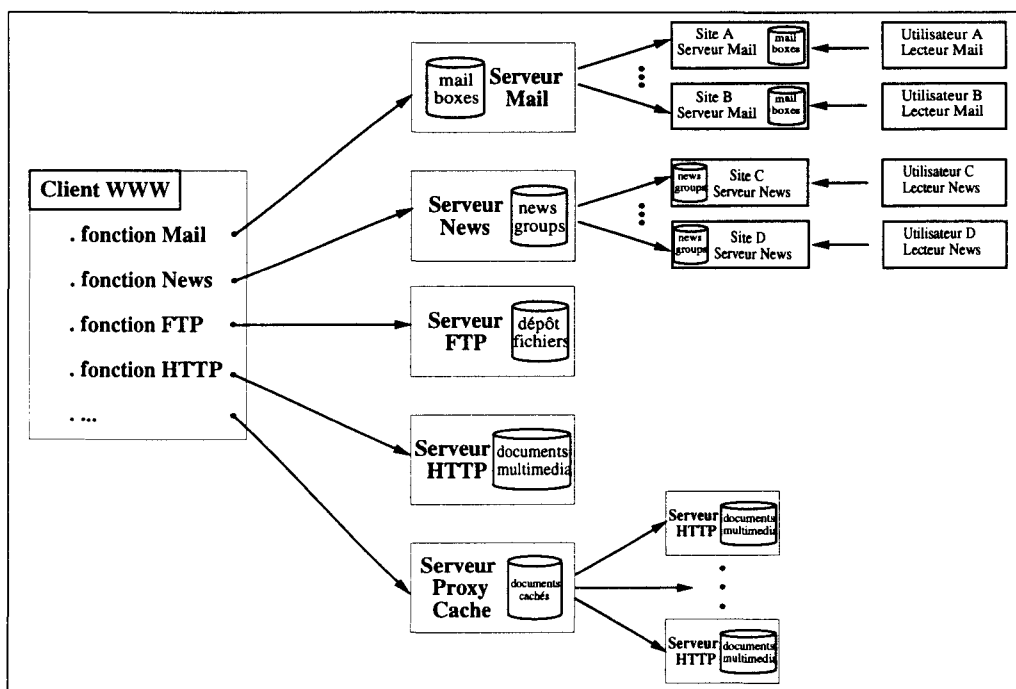 Client WWW
. fonction Mail
. fonction News
. fonction FTP
. fonction HTTP
. ...
mail
boxes
Serveur
Mail
Serveur
News
news
groups
Serveur
FTP
dépôt
fichiers
Serveur
HTTP
documents
multimedia
Serveur
Proxy
Cache
documents
cachés
Site A
Serveur Mail
mail
boxes
Site B
Serveur Mail
mail
boxes
news
groups
Site C
Serveur News
news
groups
Site D
Serveur News
Utilisateur A
Lecteur Mail
Utilisateur B
Lecteur Mail
Utilisateur C
Lecteur News
Utilisateur D
Lecteur News
Serveur
HTTP
documents
multimedia
Serveur
HTTP
documents
multimedia